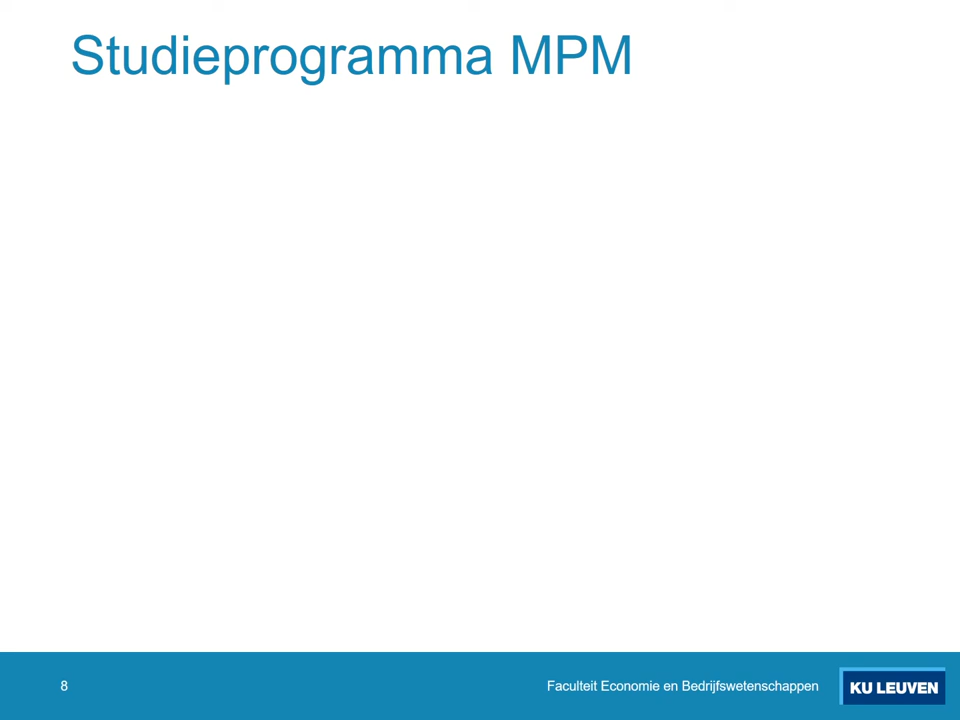 Studieprogramma MPM
8
Faculteit Economie en Bedrijfswetenschappen
KU LEUVEN